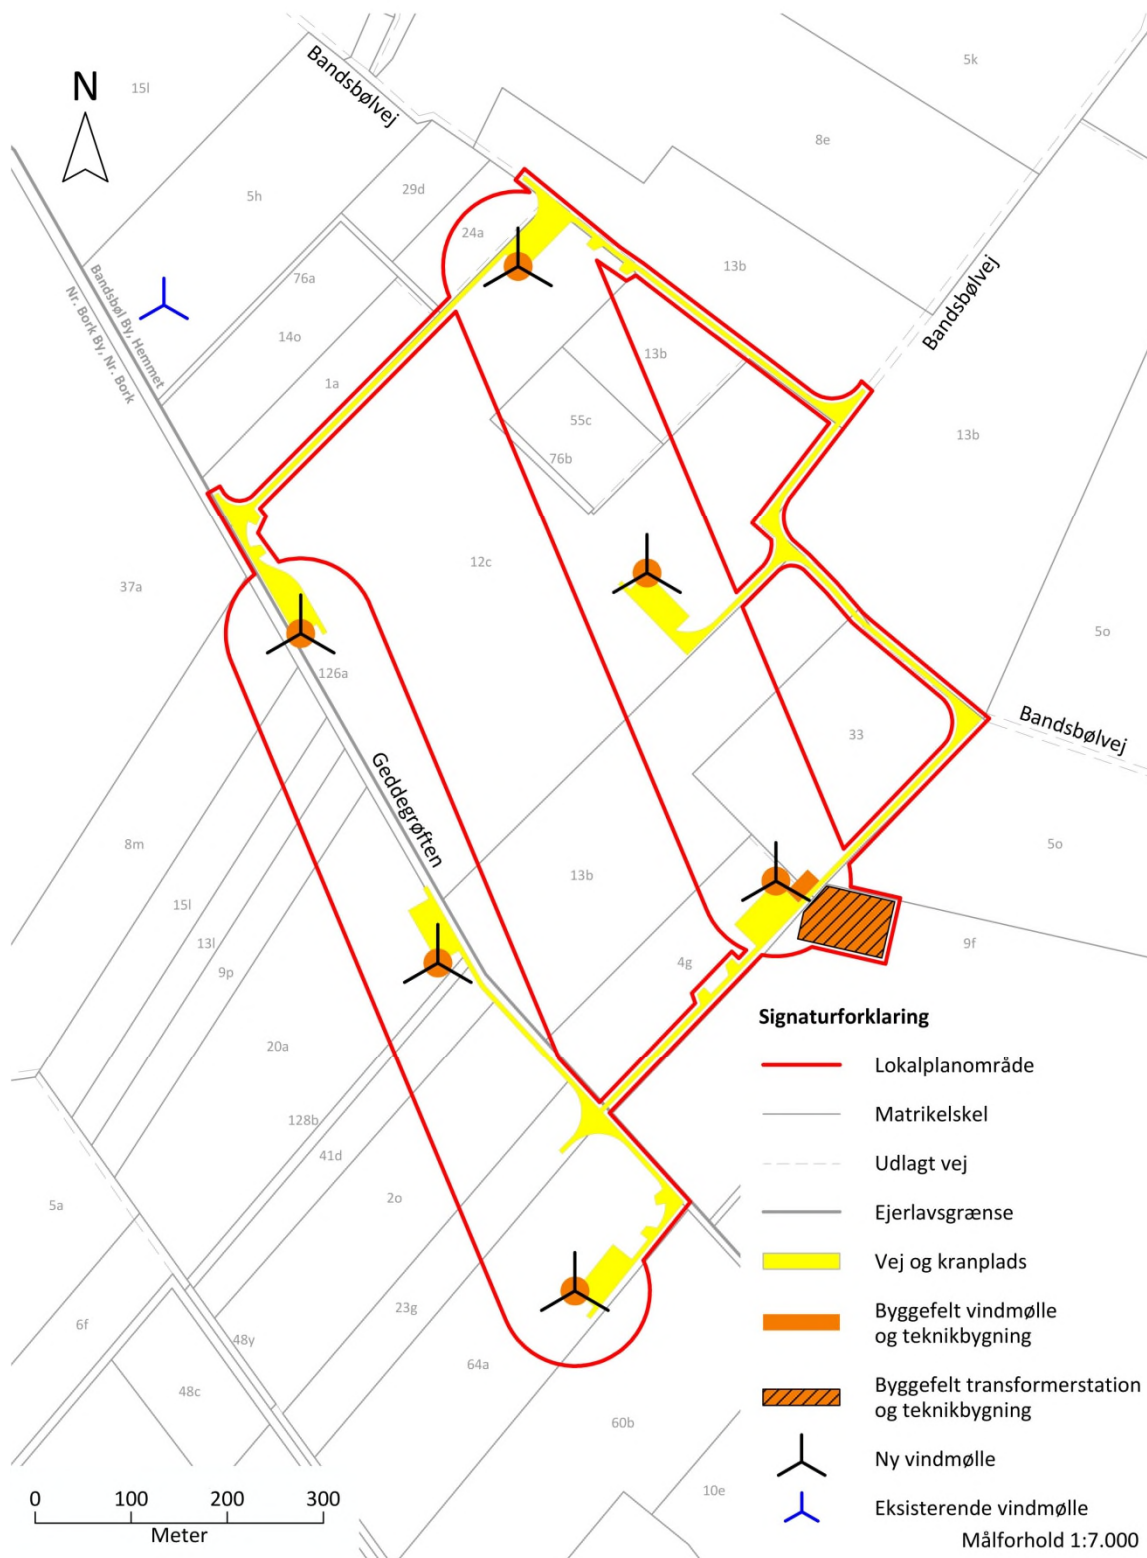 Bandsbølvej
5k
15l
N
8e
29d
5h
24a
Bandsbølvej
13b
76a
Bandsbøl By, Hemmet
Nr. Bork By, Nr. Bork
14o
13b
1a
55c
13b
76b
12c
37a
5o
126a
Bandsbølvej
33
Geddegrøften
8m
5o
13b
15l
13l
9f
9p
4g
20a
128b
41d
5a
2o
23g
6f
48y
64a
48c
60b
10e
Signaturforklaring
Lokalplanområde
Matrikelskel
Udlagt vej
Ejerlavsgrænse
Vej og kranplads
Byggefelt vindmølle
og teknikbygning
Byggefelt transformerstation
og teknikbygning
Ny vindmølle
Eksisterende vindmølle
0 100 200 300
Meter
Målforhold 1:7.000